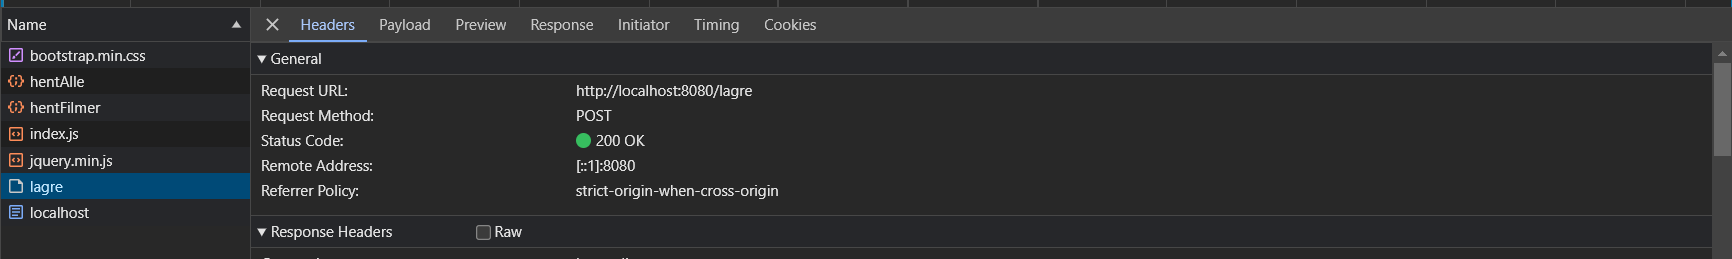 Name
Headers Payload Preview Response Initiator Timing Cookies
bootstrap.min.css
hentAlle
hentFilmer
index.js
jquery.min.js
lagre
localhost
General
Request URL: http://localhost:8080/lagre
Request Method: POST
Status Code: 200 OK
Remote Address: [::1]:8080
Referrer Policy: strict-origin-when-cross-origin
Response Headers Raw